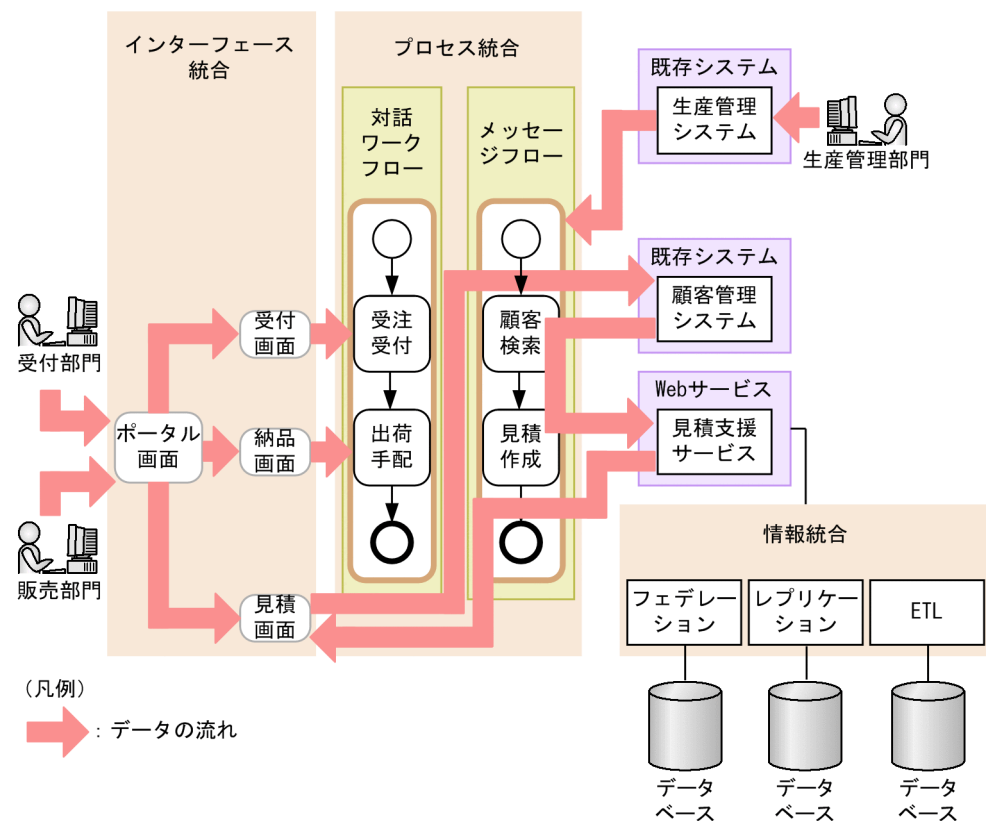 インターフェース
統合
プロセス統合
対話
ワーク
フロー
メッセー
ジフロー
既存システム
生産管理
システム
生産管理部門
既存システム
顧客管理
システム
Webサービス
見積支援
サービス
受付部門
販売部門
ポータル
画面
受付
画面
納品
画面
見積
画面
受注
受付
出荷
手配
顧客
検索
見積
作成
情報統合
フェデレー
ション
レプリケー
ション
ETL
データ
ベース
データ
ベース
データ
ベース
（凡例）
：データの流れ